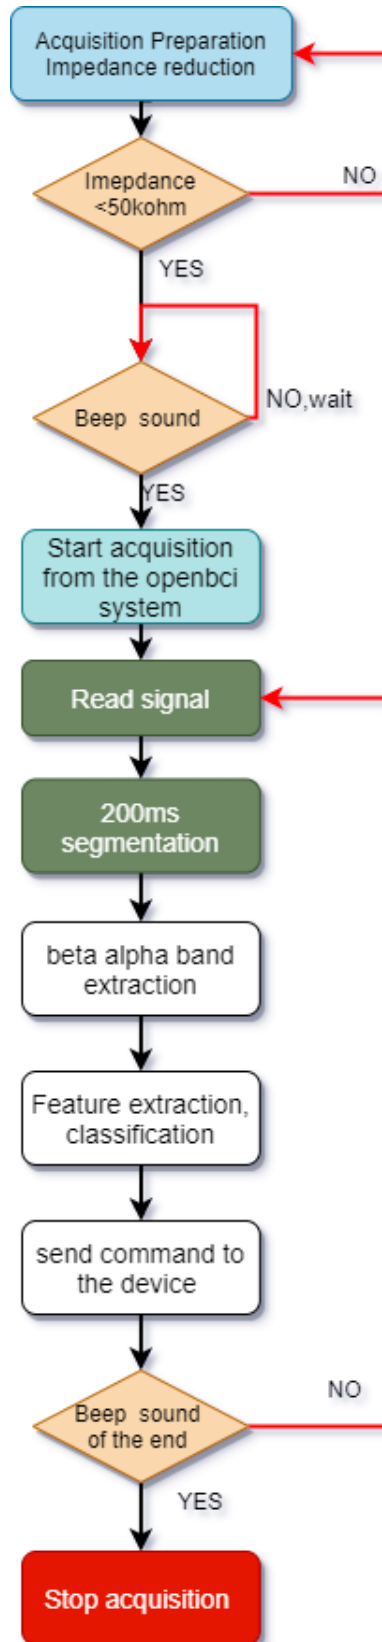 Acquisition Preparation
Impedance reduction
Imepdance
<50kohm
NO
YES
Beep sound
NO,wait
YES
Start acquisition
from the openbci
system
Read signal
200ms
segmentation
beta alpha band
extraction
Feature extraction,
classification
send command to
the device
NO
Beep sound
of the end
YES
Stop acquisition